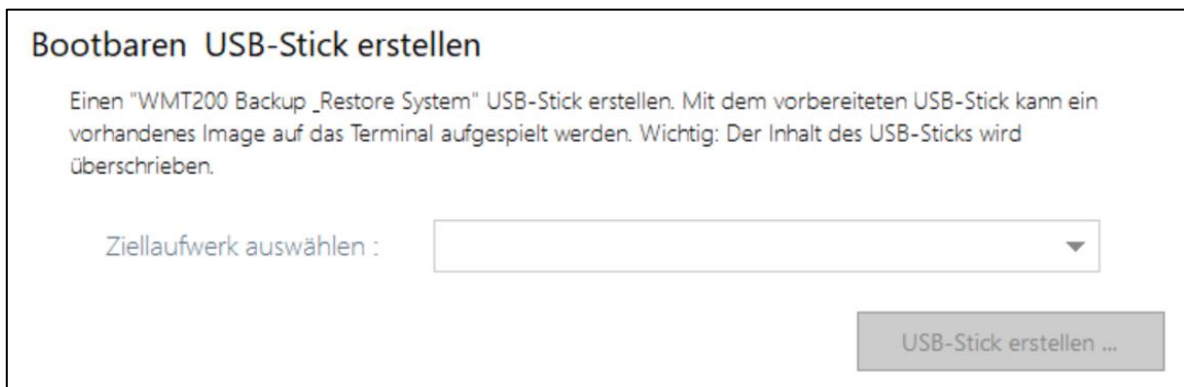 Bootbaren  USB-Stick erstellen
Einen "WMT200 Backup _Restore System" USB-Stick erstellen. Mit dem vorbereiteten USB-Stick kann ein
vorhandenes Image auf das Terminal aufgespielt werden. Wichtig: Der Inhalt des USB-Sticks wird
überschrieben.
Ziellaufwerk auswählen :
USB-Stick erstellen ...